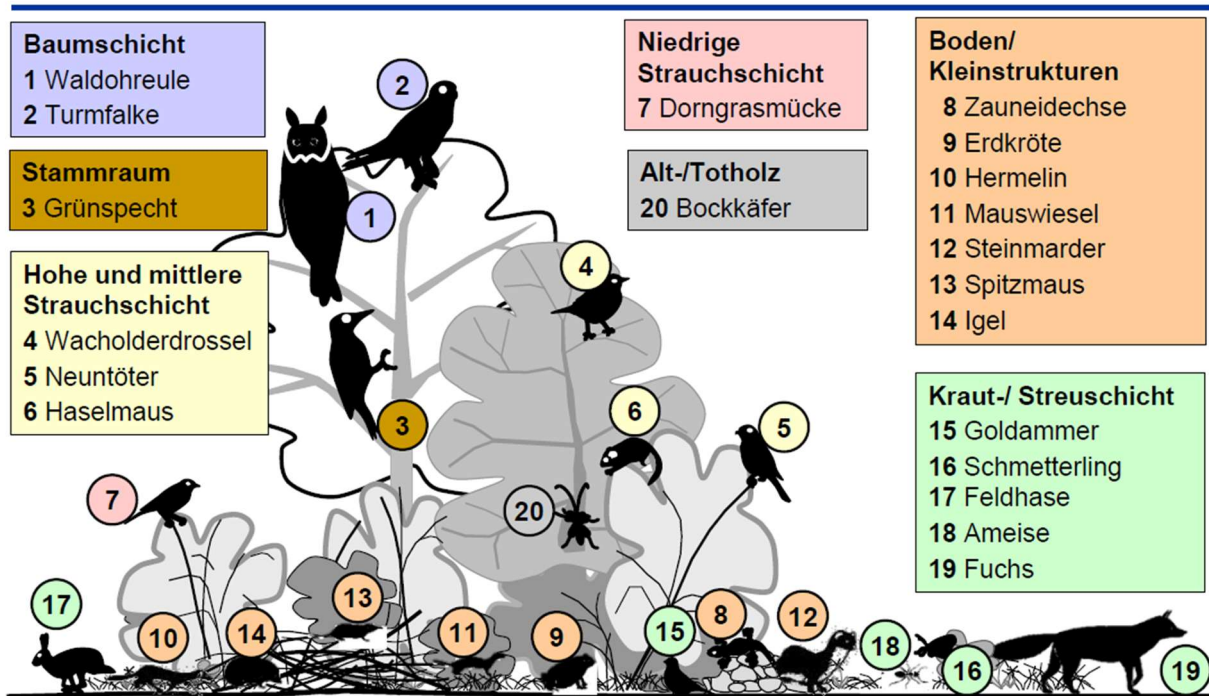 Baumschicht
1 Waldohreule
2 Turmfalke
Stammraum
3 Grünspecht
Hohe und mittlere
Strauchschicht
4 Wacholderdrossel
5 Neuntöter
6 Haselmaus
Niedrige
Strauchschicht
7 Dorngrasmücke
Alt-/Totholz
20 Bockkäfer
Boden/
Kleinstrukturen
8 Zauneidechse
9 Erdkröte
10 Hermelin
11 Mauswiesel
12 Steinmarder
13 Spitzmaus
14 Igel
Kraut-/ Streuschicht
15 Goldammer
16 Schmetterling
17 Feldhase
18 Ameise
19 Fuchs
2
1
4
3
6
5
7
20
17
13
10
14
11
9
15
8
12
18
16
19